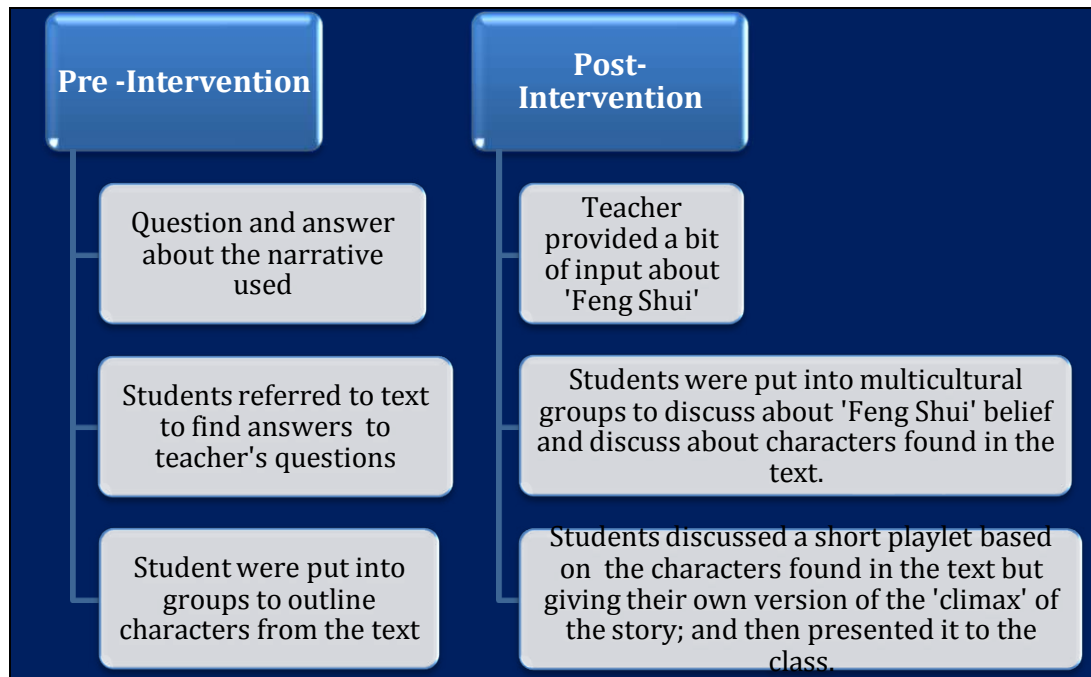 Pre -Intervention
Question and answer
about the narrative
used
Students referred to text
to find answers  to
teacher's questions
Student were put into
groups to outline
characters from the text
Post-
Intervention
Teacher
provided a bit
of input about
'Feng Shui'
Students were put into multicultural
groups to discuss about 'Feng Shui' belief
and discuss about characters found in the
text.
Students discussed a short playlet based
on  the characters found in the text but
giving their own version of the 'climax' of
the story; and then presented it to the
class.